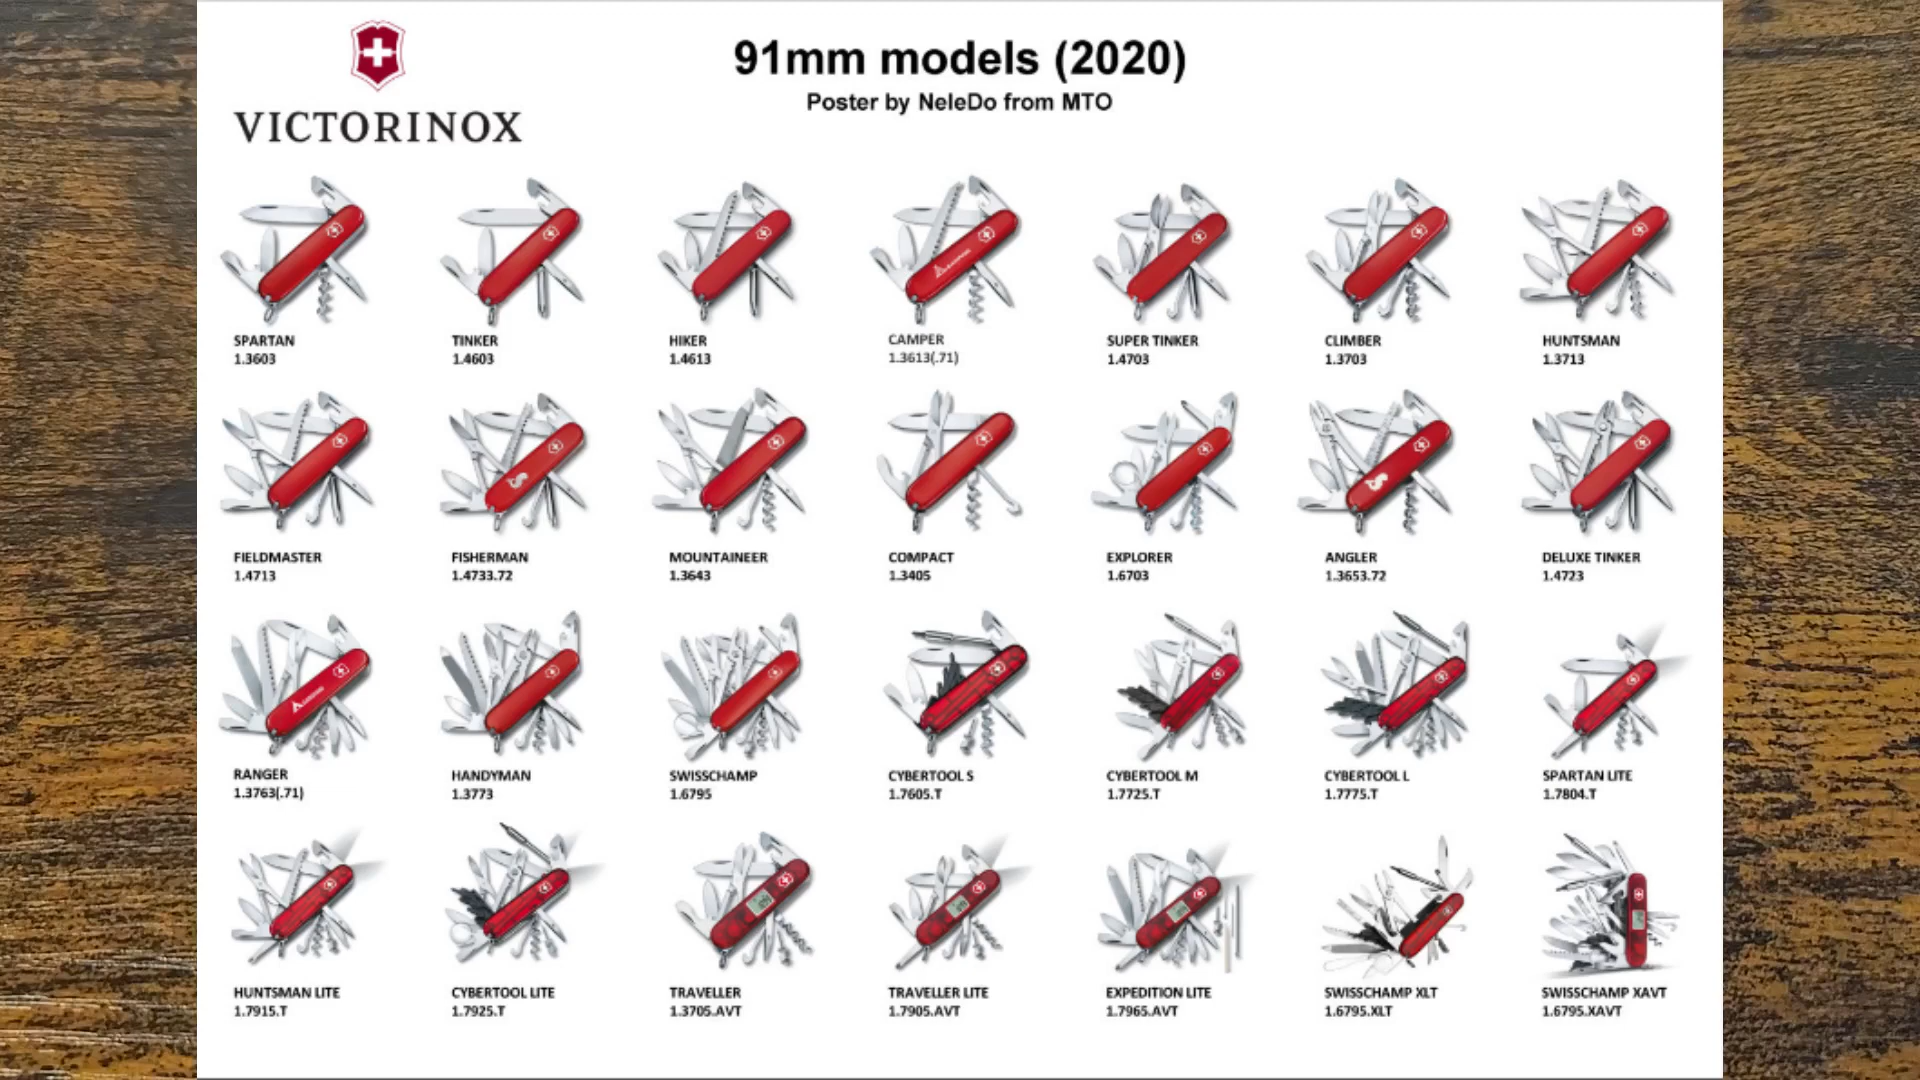 VICTORINOX
91mm models (2020)
Poster by NeleDo from MTO
SPARTAN
1.3603
TINKER
1.4603
HIKER
1.4613
CAMPER
1.3613(.71)
SUPER TINKER
1.4703
CLIMBER
1.3703
HUNTSMAN
1.3713
FIELDMASTER
1.4713
FISHERMAN
1.4733.72
MOUNTAINEER
1.3643
COMPACT
1.3405
EXPLORER
1.6703
ANGLER
1.3653.72
DELUXE TINKER
1.4723
RANGER
1.3763(.71)
HANDYMAN
1.3773
SWISSCHAMP
1.6795
CYBERTOOL S
1.7605.T
CYBERTOOL M
1.7725.T
CYBERTOOL L
1.7775.T
SPARTAN LITE
1.7804.T
HUNTSMAN LITE
1.7915.T
CYBERTOOL LITE
1.7925.T
TRAVELLER
1.3705.AVT
TRAVELLER LITE
1.7905.AVT
EXPEDITION LITE
1.7965.AVT
SWISSCHAMP XLT
1.6795.XLT
SWISSCHAMP XAVT
1.6795.XAVT